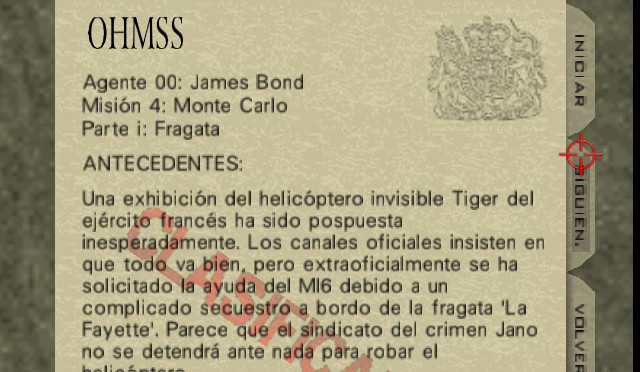 OHMSS
Agente 00: James Bond
Misión 4: Monte Carlo
Parte i: Fragata
ANTECEDENTES:
Una exhibición del helicóptero invisible Tiger del
ejército francés ha sido pospuesta
inesperadamente. Los canales oficiales insisten en
que todo va bien, pero extraoficialmente se ha
solicitado la ayuda del MI6 debido a un
complicado secuestro a bordo de la fragata 'La
Fayette'. Parece que el sindicato del crimen Jano
no se detendrá ante nada para robar el
helicóptero
CLASIFICA
INICIAR
SIGUIEN.
VOLVER